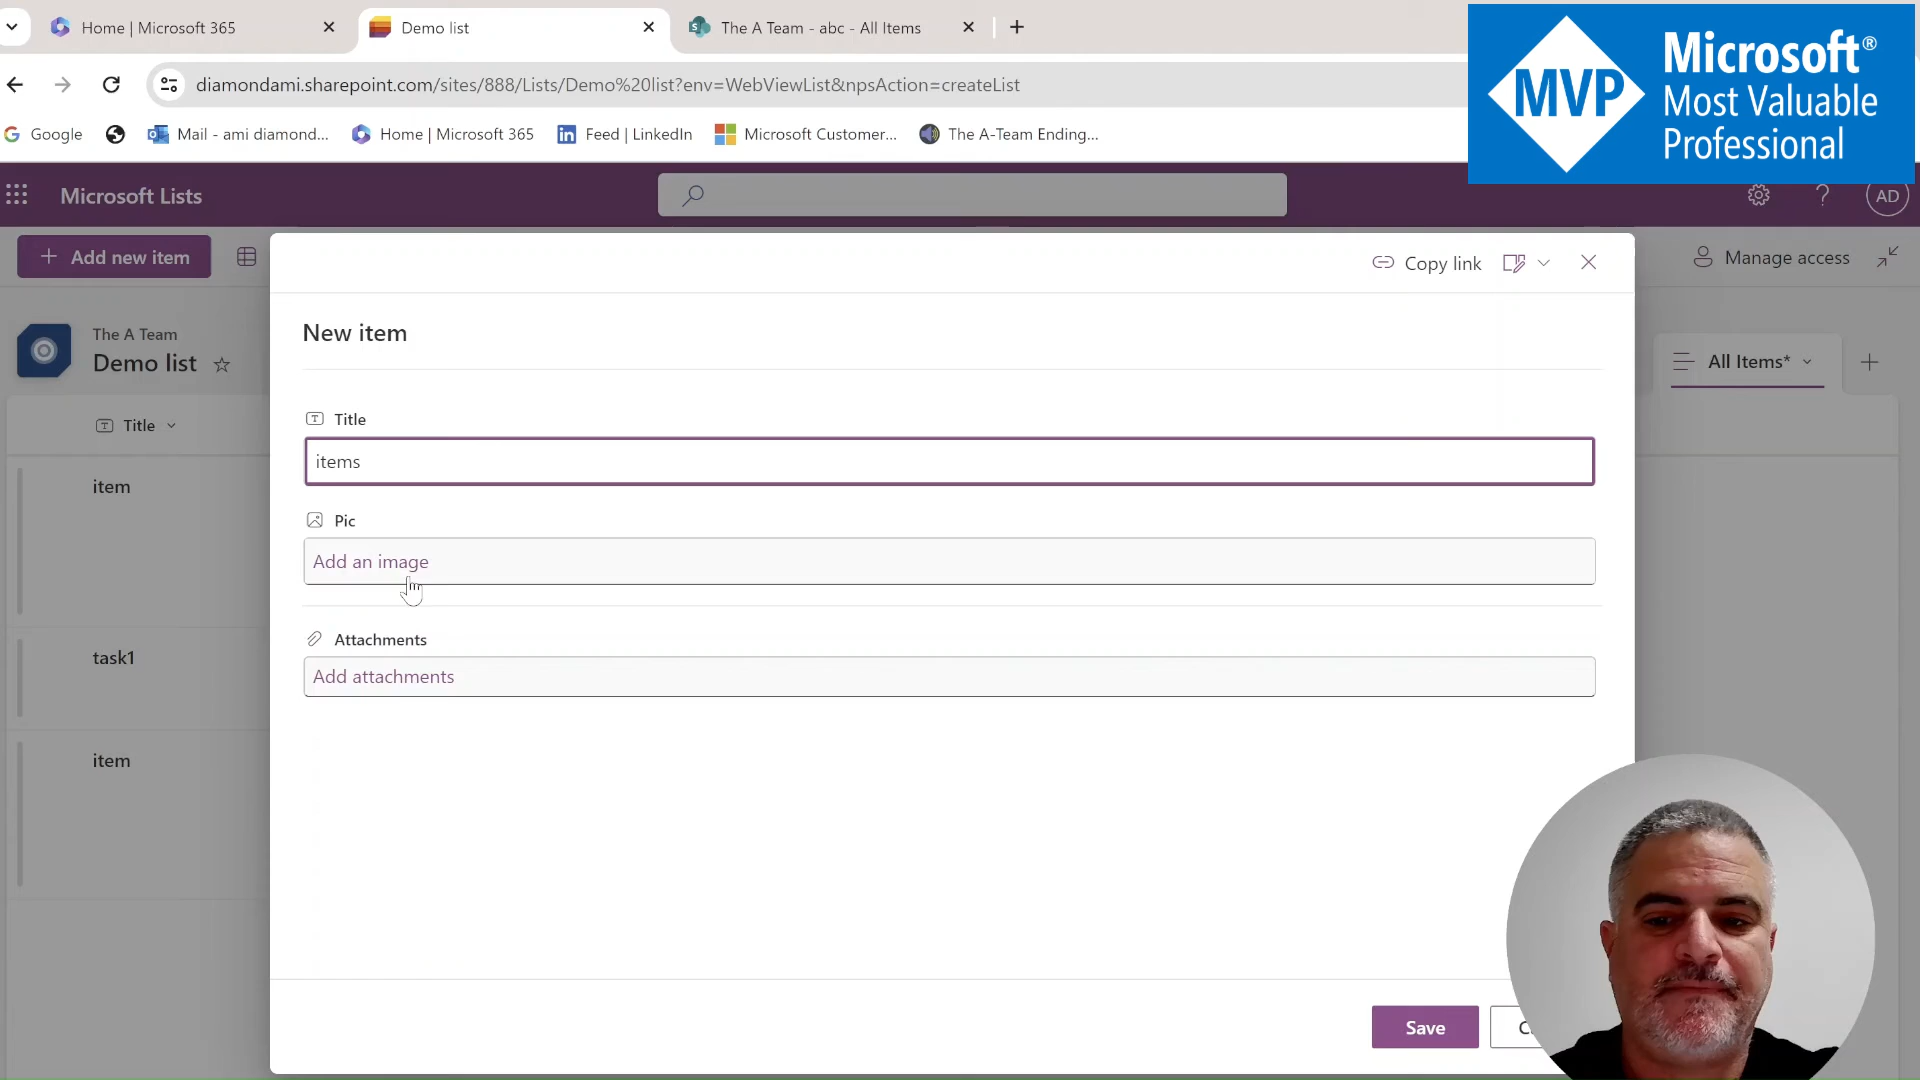 Home | Microsoft 365
Demo list
The A Team - abc - All Items
diamondami.sharepoint.com/sites/888/Lists/Demo%20list?env=WebViewList&npsAction=createList
Google
Mail - ami diamond...
Home | Microsoft 365
Feed | LinkedIn
Microsoft Customer...
The A-Team Ending...
MVP
Microsoft®
Most Valuable
Professional
Microsoft Lists
?
AD
+ Add new item
Copy link
Manage access
The A Team
Demo list
New item
All Items*
Title
Title
items
item
Pic
Add an image
Attachments
Add attachments
task1
item
Save